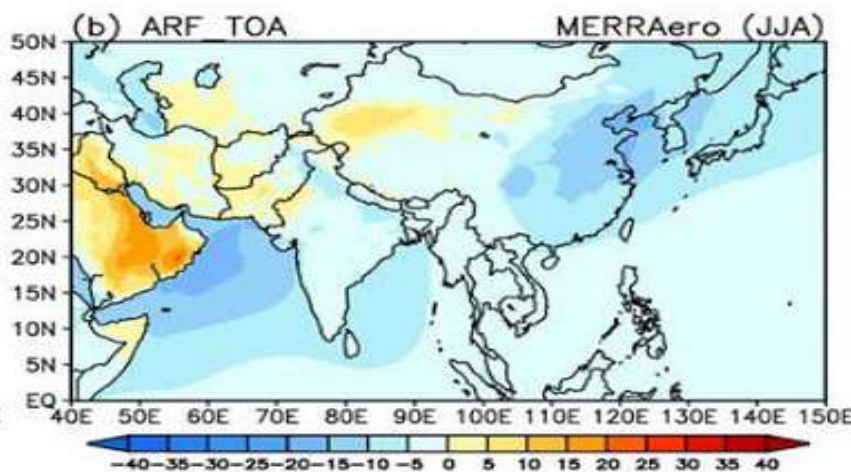 (b) ARF_TOA MERRAero (JJA)
50N
45N
40N
35N
30N
25N
20N
15N
10N
5N
EQ
40E 50E 60E 70E 80E 90E 100E 110E 120E 130E 140E 150E
-40 -35 -30 -25 -20 -15 -10 -5 0 5 10 15 20 25 30 35 40